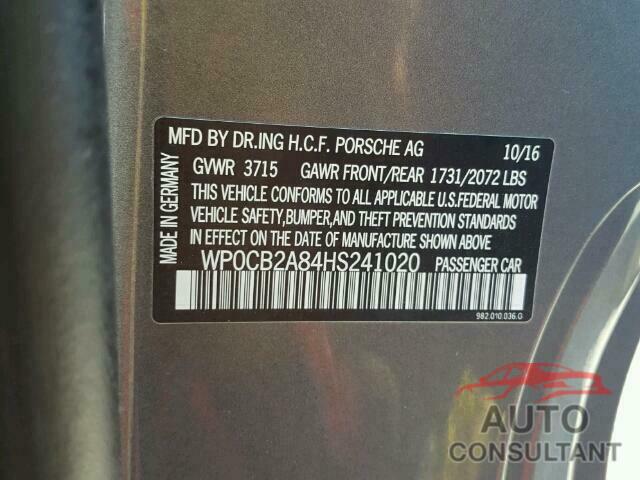 MFD BY DR.ING H.C.F. PORSCHE AG 10/16
GVWR 3715 GAWR FRONT/REAR 1731/2072 LBS
THIS VEHICLE CONFORMS TO ALL APPLICABLE U.S.FEDERAL MOTOR
VEHICLE SAFETY,BUMPER,AND THEFT PREVENTION STANDARDS
IN EFFECT ON THE DATE OF MANUFACTURE SHOWN ABOVE
WP0CB2A84HS241020 PASSENGER CAR
MADE IN GERMANY
982.010.036.G
AUTO
CONSULTANT